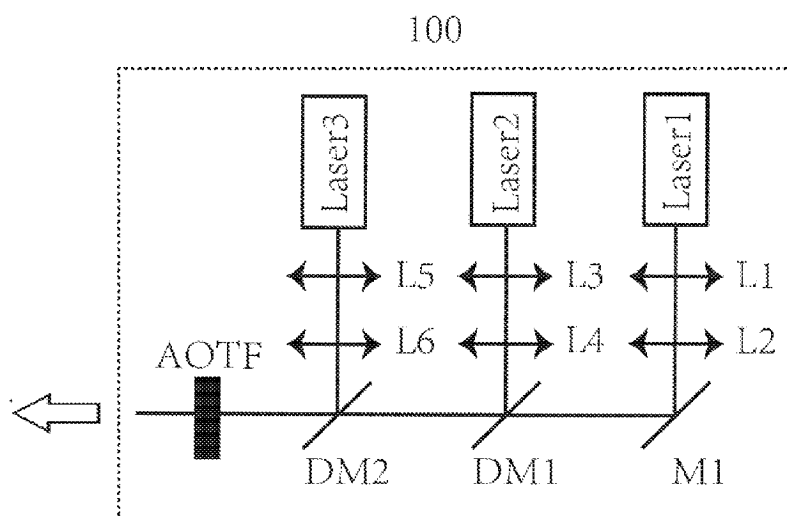 100
Laser3
Laser2
Laser1
L5
L3
L1
L6
L4
L2
AOTF
DM2
DM1
M1